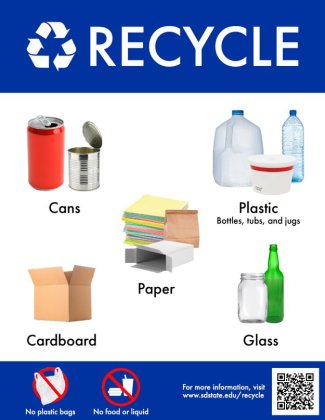 RECYCLE
Cans
Plastic
Bottles, tubs, and jugs
Paper
Cardboard
Glass
No plastic bags
No food or liquid
For more information, visit
www.sdstate.edu/recycle